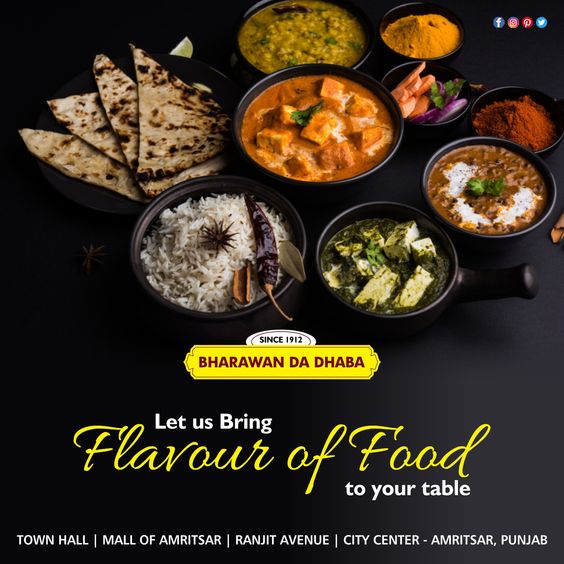 SINCE 1912
BHARAWAN DA DHABA
Let us Bring
Flavour of Food
to your table
TOWN HALL | MALL OF AMRITSAR | RANJIT AVENUE | CITY CENTER - AMRITSAR, PUNJAB